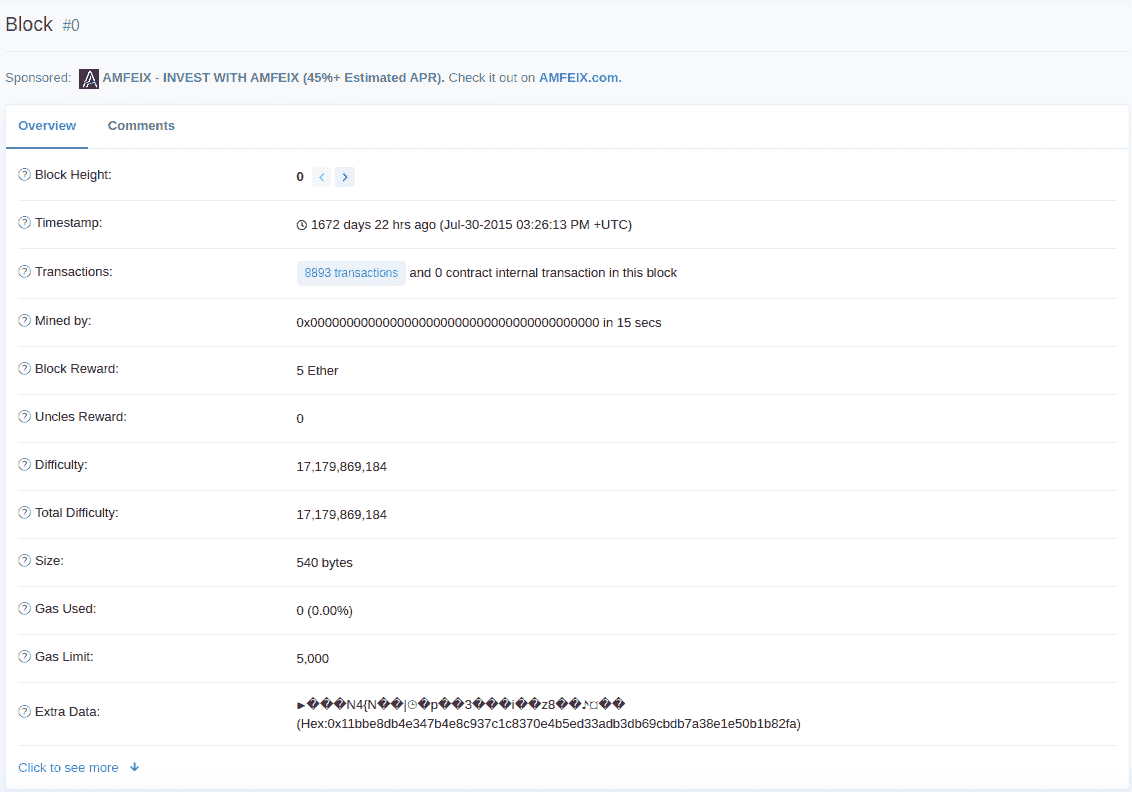 Block #0
Sponsored: AMFEIX - INVEST WITH AMFEIX (45%+ Estimated APR). Check it out on AMFEIX.com.
Overview Comments
Block Height: 0
Timestamp: 1672 days 22 hrs ago (Jul-30-2015 03:26:13 PM +UTC)
Transactions: 8893 transactions and 0 contract internal transaction in this block
Mined by: 0x0000000000000000000000000000000000000000 in 15 secs
Block Reward: 5 Ether
Uncles Reward: 0
Difficulty: 17,179,869,184
Total Difficulty: 17,179,869,184
Size: 540 bytes
Gas Used: 0 (0.00%)
Gas Limit: 5,000
Extra Data: ►���N4{N��|◷�p��3���i��z8��♪¤��
(Hex:0x11bbe8db4e347b4e8c937c1c8370e4b5ed33adb3db69cbdb7a38e1e50b1b82fa)
Click to see more